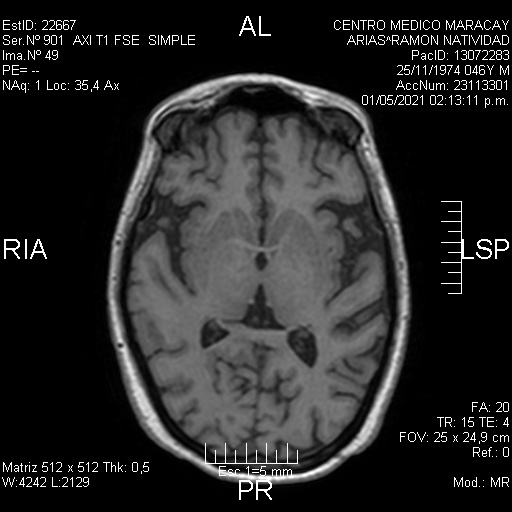 EstID: 22667
Ser.Nº 901 AXI T1 FSE SIMPLE
Ima.Nº 49
PE= --
NAq: 1 Loc: 35,4 Ax
AL
CENTRO MEDICO MARACAY
ARIAS^RAMON NATIVIDAD
PacID: 13072283
25/11/1974 046Y M
AccNum: 23113301
01/05/2021 02:13:11 p.m.
RIA
LSP
FA: 20
TR: 15 TE: 4
FOV: 25 x 24,9 cm
Ref.: 0
Matriz 512 x 512 Thk: 0,5
W:4242 L:2129
Esc.1=5 mm
PR
Mod.: MR